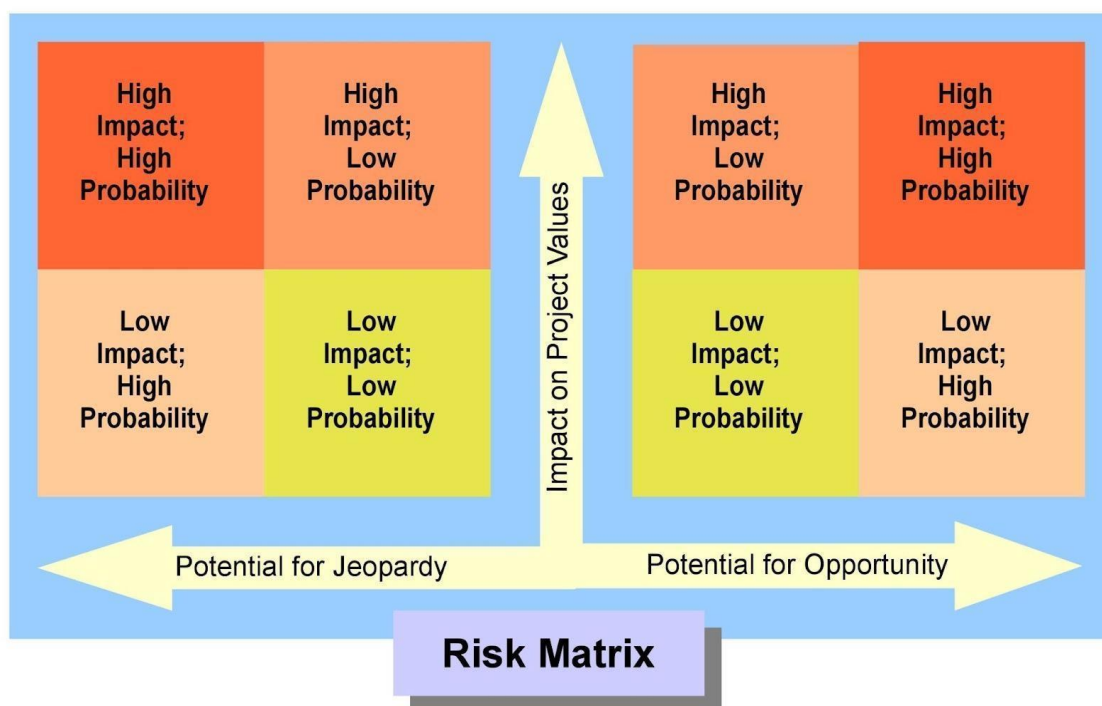 High
Impact;
High
Probability
High
Impact;
Low
Probability
Low
Impact;
High
Probability
Low
Impact;
Low
Probability
Impact on Project Values
High
Impact;
Low
Probability
High
Impact;
High
Probability
Low
Impact;
Low
Probability
Low
Impact;
High
Probability
Potential for Jeopardy
Potential for Opportunity
Risk Matrix